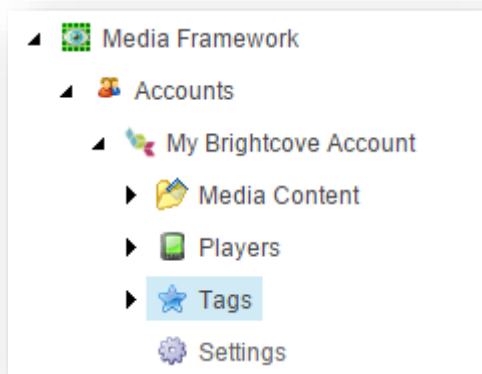 Media Framework
Accounts
My Brightcove Account
Media Content
Players
Tags
Settings